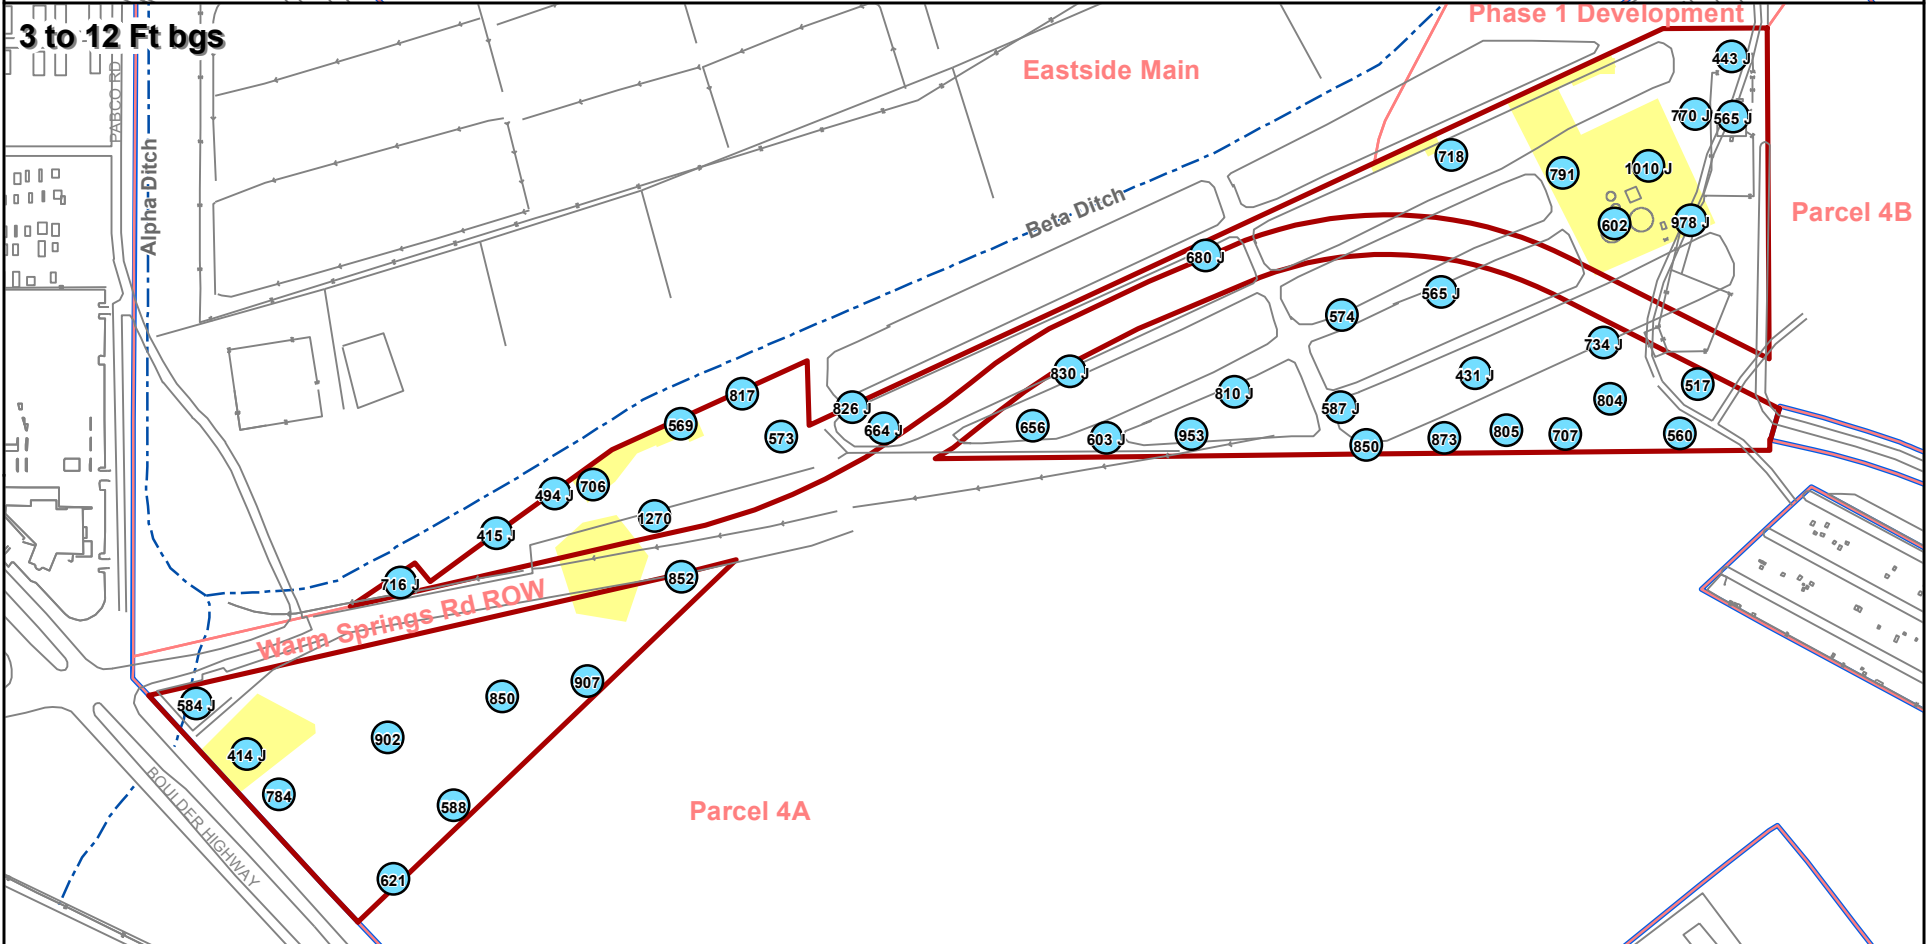 Phase 1 Development
3 to 12 Ft bgs
443 J
Eastside Main
PABCO RD
770 J
565 J
718
1010 J
791
Alpha Ditch
Beta Ditch
Parcel 4B
602
978 J
680 J
565 J
574
734 J
830 J
431 J
517
810 J
817
804
826 J
587 J
569
664 J
656
573
603 J
953
850
873
805
707
560
706
494 J
1270
415 J
852
716 J
Warm Springs Rd ROW
907
850
584 J
902
414 J
784
588
Parcel 4A
BOULDER HIGHWAY
621